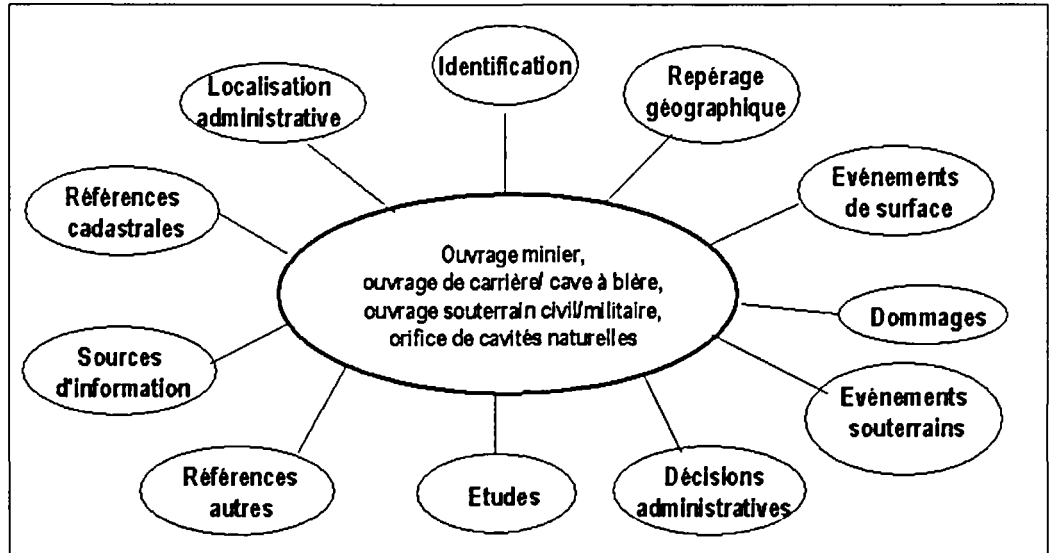 Identification
Localisation
administrative
Repérage
géographique
Références
cadastrales
Evénements
de surface
Ouvrage minier,
ouvrage de carrière/ cave à bière,
ouvrage souterrain civil/militaire,
orifice de cavités naturelles
Dommages
Sources
d'information
Evénements
souterrains
Références
autres
Etudes
Décisions
administratives